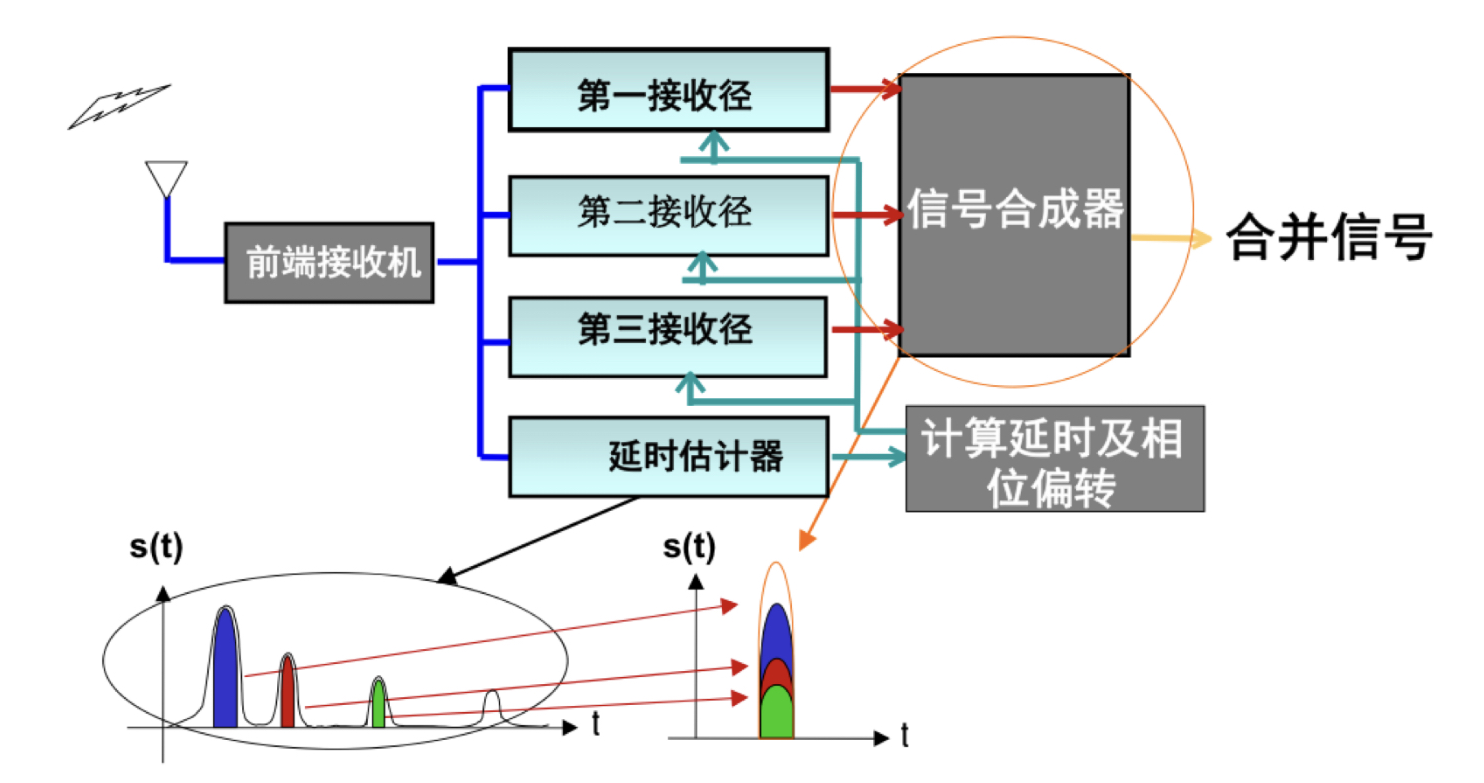 第一接收径
第二接收径
信号合成器
合并信号
前端接收机
第三接收径
延时估计器
计算延时及相
位偏转
s(t)
s(t)
t
t